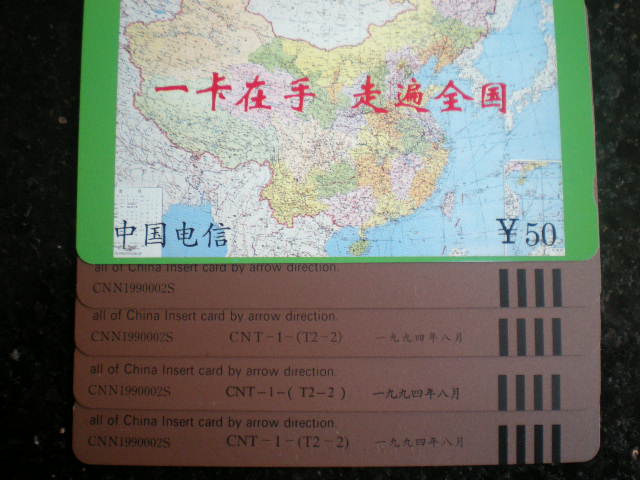 一卡在手 走遍全国
中国电信 ￥50
all of China Insert card by arrow direction.
CNN1990002S
all of China Insert card by arrow direction.
CNN1990002S CNT-1-(T2-2) 一九九四年八月
all of China Insert card by arrow direction.
CNN1990002S CNT-1-( T2-2 ) 一九九四年八月
all of China Insert card by arrow direction.
CNN1990002S CNT-1-(T2-2) 一九九四年八月